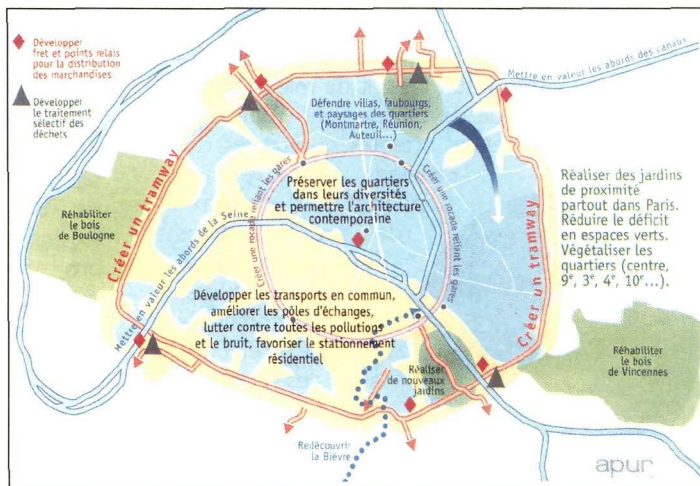 Développer
fret et points relais
pour la distribution
des marchandises
Développer
le traitement
sélectif des
déchets
Mettre en valeur les abords des canaux
Défendre villas, faubourgs,
et paysages des quartiers
(Montmartre, Réunion,
Auteuil...)
Créer un tramway
Réhabiliter
le bois
de Boulogne
Mettre en valeur les abords de la Seine
Créer une rocade reliant les gares
Préserver les quartiers
dans leurs diversités
et permettre l'architecture
contemporaine
Créer une rocade reliant les gares
Réaliser des jardins
de proximité
partout dans Paris.
Réduire le déficit
en espaces verts.
Végétaliser les
quartiers (centre,
9e, 3e, 4e, 10e...).
Créer un tramway
Développer les transports en commun,
améliorer les pôles d'échanges,
lutter contre toutes les pollutions
et le bruit, favoriser le stationnement
résidentiel
Réaliser
de nouveaux
jardins
Réhabiliter
le bois
de Vincennes
Redécouvrir
la Bièvre
apur